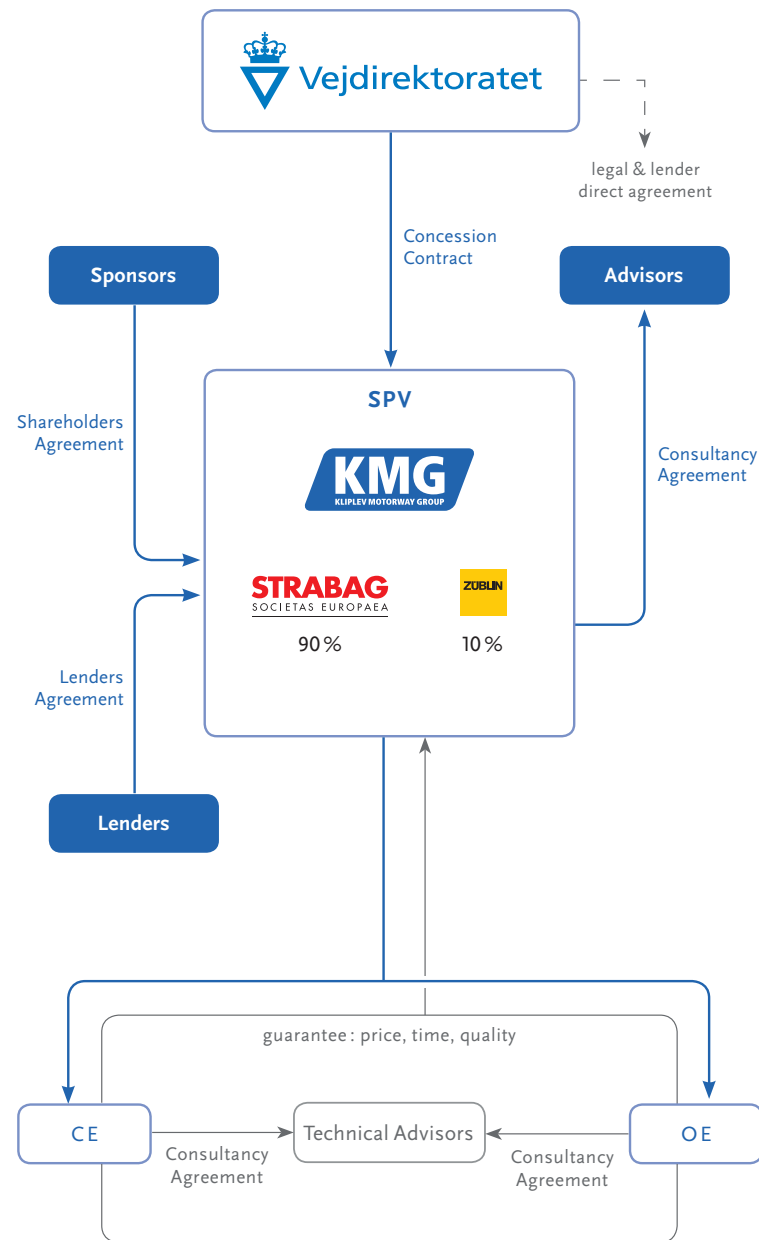 Vejdirektoratet
legal & lender
direct agreement
Concession
Contract
Sponsors
Advisors
SPV
Shareholders
Agreement
KMG
KLIPLEV MOTORWAY GROUP
Consultancy
Agreement
STRABAG
SOCIETAS EUROPAEA
ZÜBLIN
90 %
10 %
Lenders
Agreement
Lenders
guarantee: price, time, quality
CE
Technical Advisors
OE
Consultancy
Agreement
Consultancy
Agreement